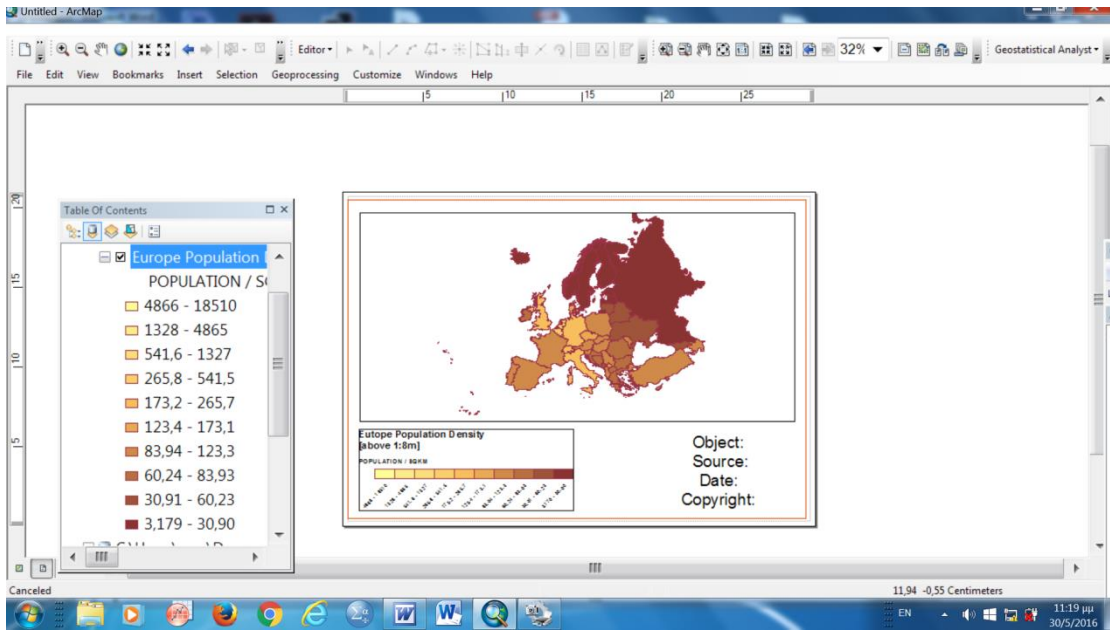 Untitled - ArcMap
Editor
32%
Geostatistical Analyst
File Edit View Bookmarks Insert Selection Geoprocessing Customize Windows Help
5 10 15 20 25
20
15
10
5
Table Of Contents
Europe Population
POPULATION /
4866 - 18510
1328 - 4865
541,6 - 1327
265,8 - 541,5
173,2 - 265,7
123,4 - 173,1
83,94 - 123,3
60,24 - 83,93
30,91 - 60,23
3,179 - 30,90
Eutope Population Density
[above 1:8m]
POPULATION / SQKM
Object:
Source:
Date:
Copyright:
Canceled
11,94 -0,55 Centimeters
EN
11:19 μμ
30/5/2016